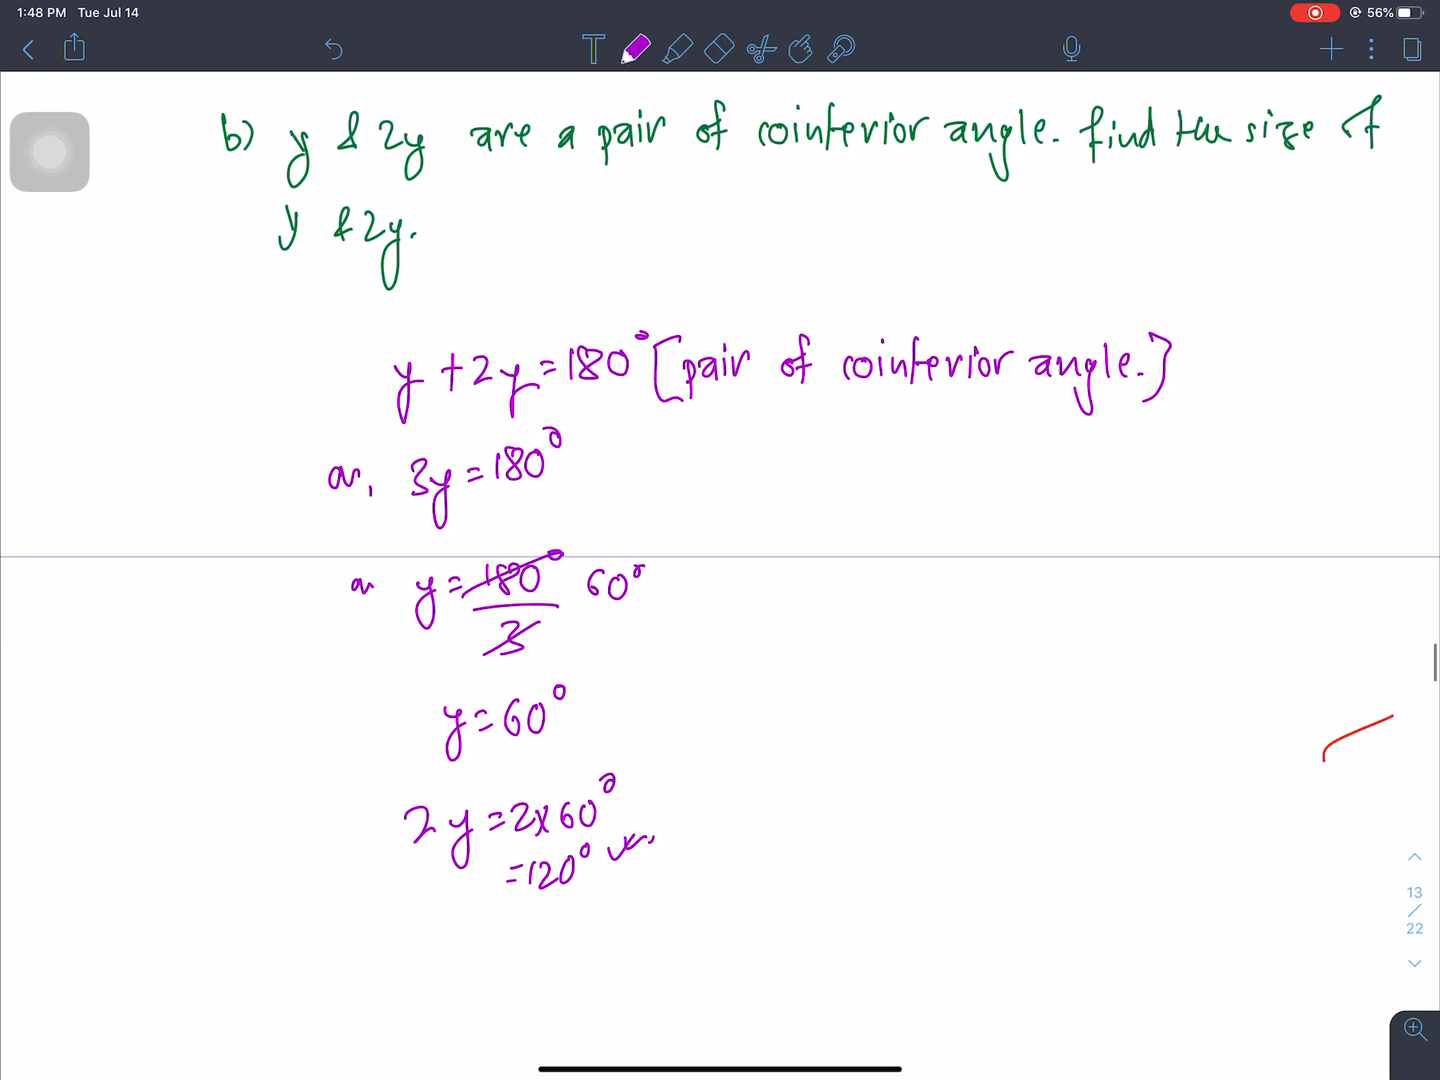 1:48 PM Tue Jul 14
56%
b) y & 2y are a pair of cointerior angle. find the size of
y & 2y.
y + 2y = 180° [pair of cointerior angle.]
or, 3y = 180°
or y = 180° 60°
3
y = 60°
2y = 2x60°
= 120°
13
/
22